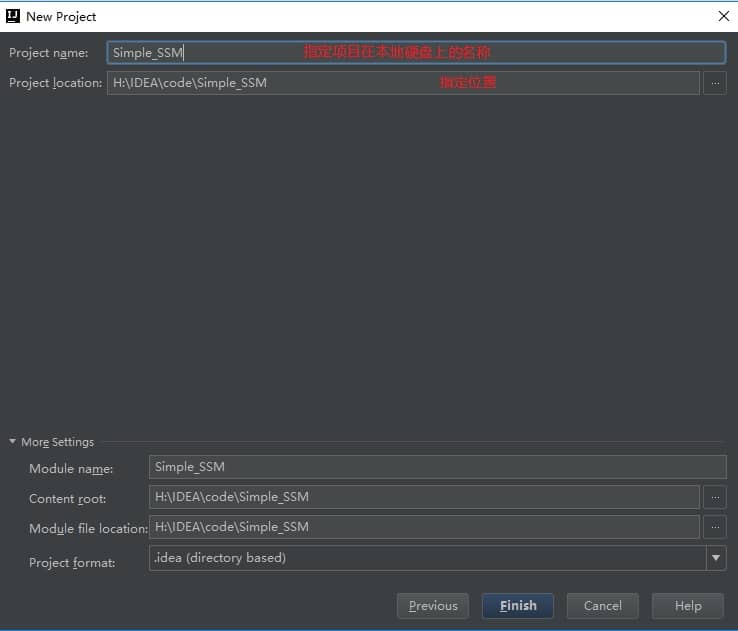 New Project
Project name: Simple_SSM 指定项目在本地硬盘上的名称
Project location: H:\IDEA\code\Simple_SSM 指定位置 ...
More Settings
Module name: Simple_SSM
Content root: H:\IDEA\code\Simple_SSM ...
Module file location: H:\IDEA\code\Simple_SSM ...
Project format: .idea (directory based)
Previous Finish Cancel Help